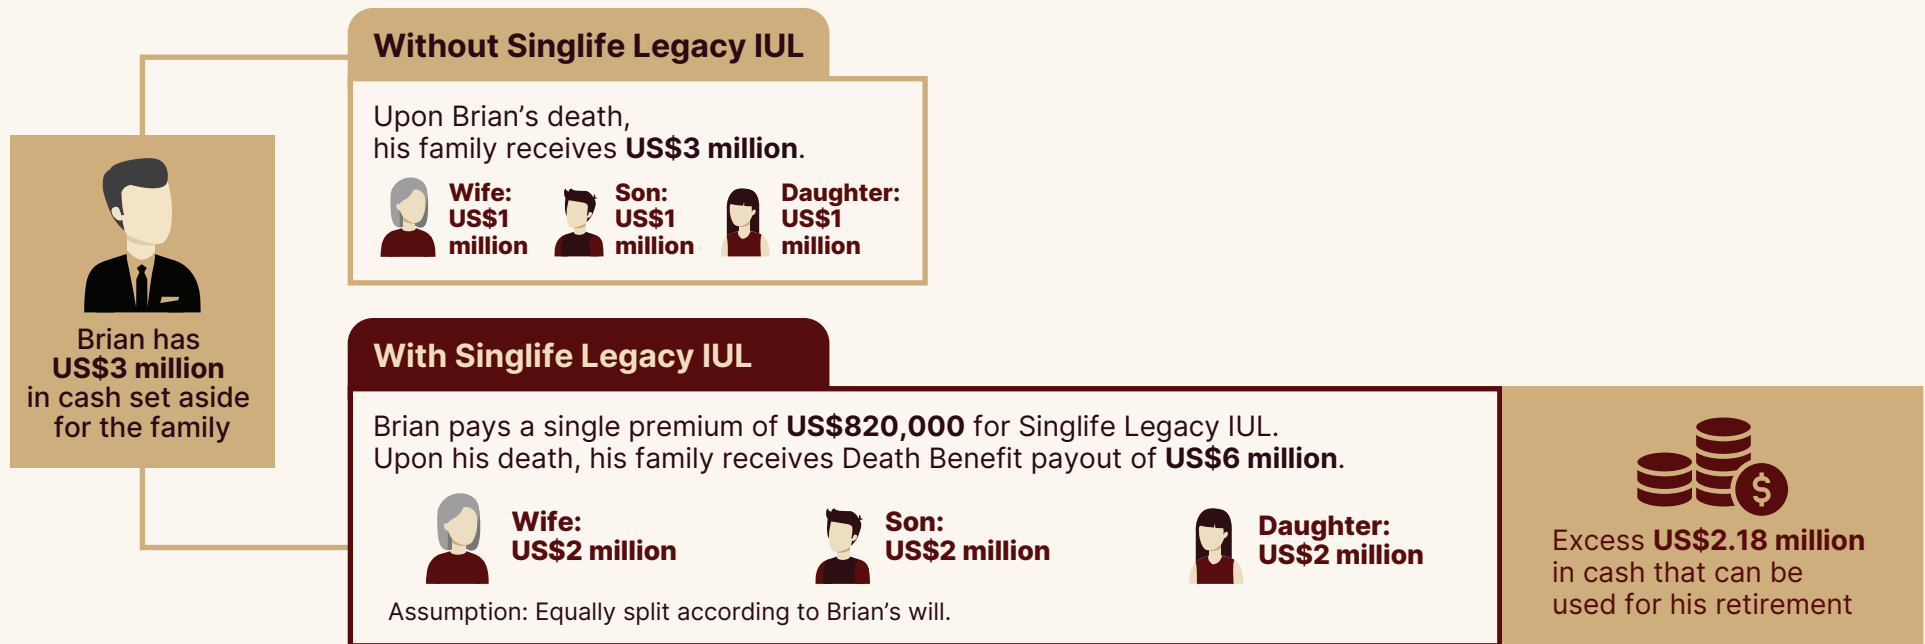 Without Singlife Legacy IUL
Upon Brian’s death,
his family receives US$3 million.
Wife:
US$1
million
Son:
US$1
million
Daughter:
US$1
million
Brian has
US$3 million
in cash set aside
for the family
With Singlife Legacy IUL
Brian pays a single premium of US$820,000 for Singlife Legacy IUL.
Upon his death, his family receives Death Benefit payout of US$6 million.
Wife:
US$2 million
Son:
US$2 million
Daughter:
US$2 million
Assumption: Equally split according to Brian’s will.
$
Excess US$2.18 million
in cash that can be
used for his retirement